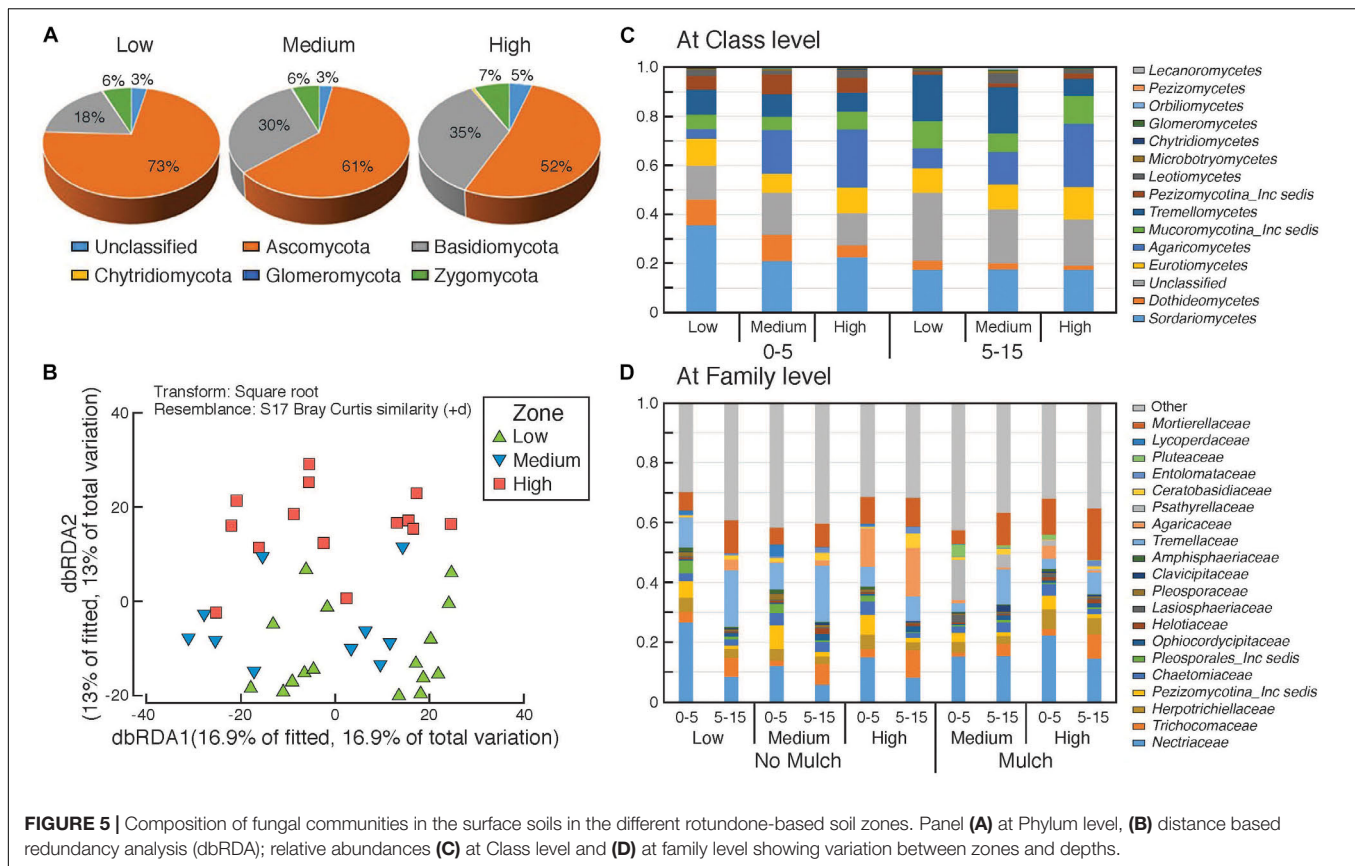 A
Low
Medium
High
6% 3%
18%
73%
6% 3%
30%
61%
7% 5%
35%
52%
Unclassified
Ascomycota
Basidiomycota
Chytridiomycota
Glomeromycota
Zygomycota
B
Transform: Square root
Resemblance: S17 Bray Curtis similarity (+d)
Zone
Low
Medium
High
dbRDA2
(13% of fitted, 13% of total variation)
40
20
0
-20
-40 -20 0 20 40
dbRDA1(16.9% of fitted, 16.9% of total variation)
C At Class level
1.0
0.8
0.6
0.4
0.2
0
Low Medium High Low Medium High
0-5 5-15
Lecanoromycetes
Pezizomycetes
Orbiliomycetes
Glomeromycetes
Chytridiomycetes
Microbotryomycetes
Leotiomycetes
Pezizomycotina_Inc sedis
Tremellomycetes
Mucoromycotina_Inc sedis
Agaricomycetes
Eurotiomycetes
Unclassified
Dothideomycetes
Sordariomycetes
D At Family level
1.0
0.8
0.6
0.4
0.2
0
0-5 5-15 0-5 5-15 0-5 5-15 0-5 5-15 0-5 5-15
Low Medium High Medium High
No Mulch Mulch
Other
Mortierellaceae
Lycoperdaceae
Pluteaceae
Entolomataceae
Ceratobasidiaceae
Psathyrellaceae
Agaricaceae
Tremellaceae
Amphisphaeriaceae
Clavicipitaceae
Pleosporaceae
Lasiosphaeriaceae
Helotiaceae
Ophiocordycipitaceae
Pleosporales_Inc sedis
Chaetomiaceae
Pezizomycotina_Inc sedis
Herpotrichiellaceae
Trichocomaceae
Nectriaceae
FIGURE 5 | Composition of fungal communities in the surface soils in the different rotundone-based soil zones. Panel (A) at Phylum level, (B) distance based
redundancy analysis (dbRDA); relative abundances (C) at Class level and (D) at family level showing variation between zones and depths.